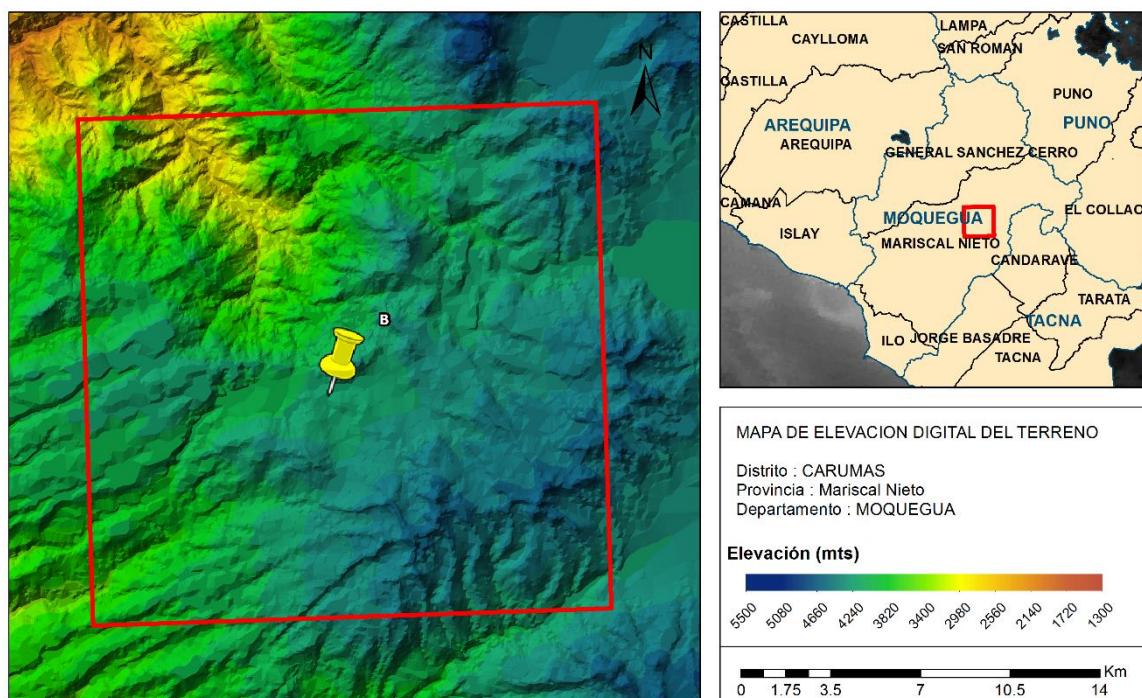 N
B
CASTILLA
CAYLLOMA
LAMPA
SAN ROMAN
CASTILLA
PUNO
AREQUIPA
PUNO
AREQUIPA
GENERAL SANCHEZ CERRO
CAMANA
EL COLLAO
MOQUEGUA
ISLAY
MARISCAL NIETO
CANDARAVE
TARATA
TACNA
ILO
JORGE BASADRE
TACNA
MAPA DE ELEVACION DIGITAL DEL TERRENO
Distrito : CARUMAS
Provincia : Mariscal Nieto
Departamento : MOQUEGUA
Elevación (mts)
5500 5080 4660 4240 3820 3400 2980 2560 2140 1720 1300
Km
0 1.75 3.5 7 10.5 14